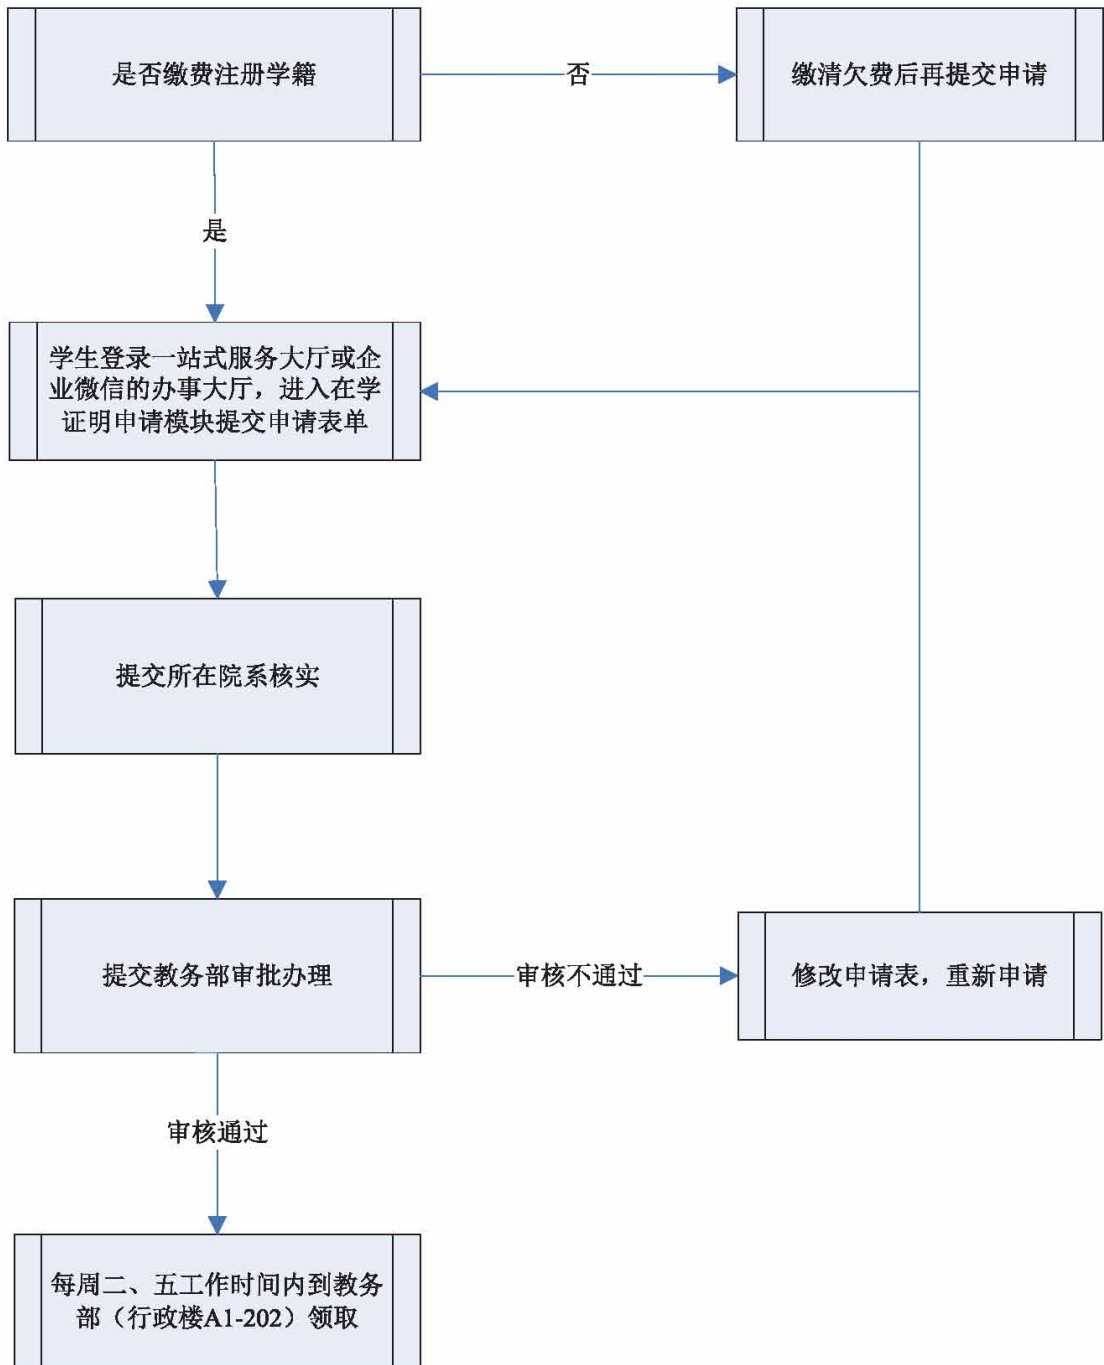 是否缴费注册学籍
否
缴清欠费后再提交申请
是
学生登录一站式服务大厅或企
业微信的办事大厅，进入在学
证明申请模块提交申请表单
提交所在院系核实
提交教务部审批办理
审核不通过
修改申请表，重新申请
审核通过
每周二、五工作时间内到教务
部（行政楼A1-202）领取